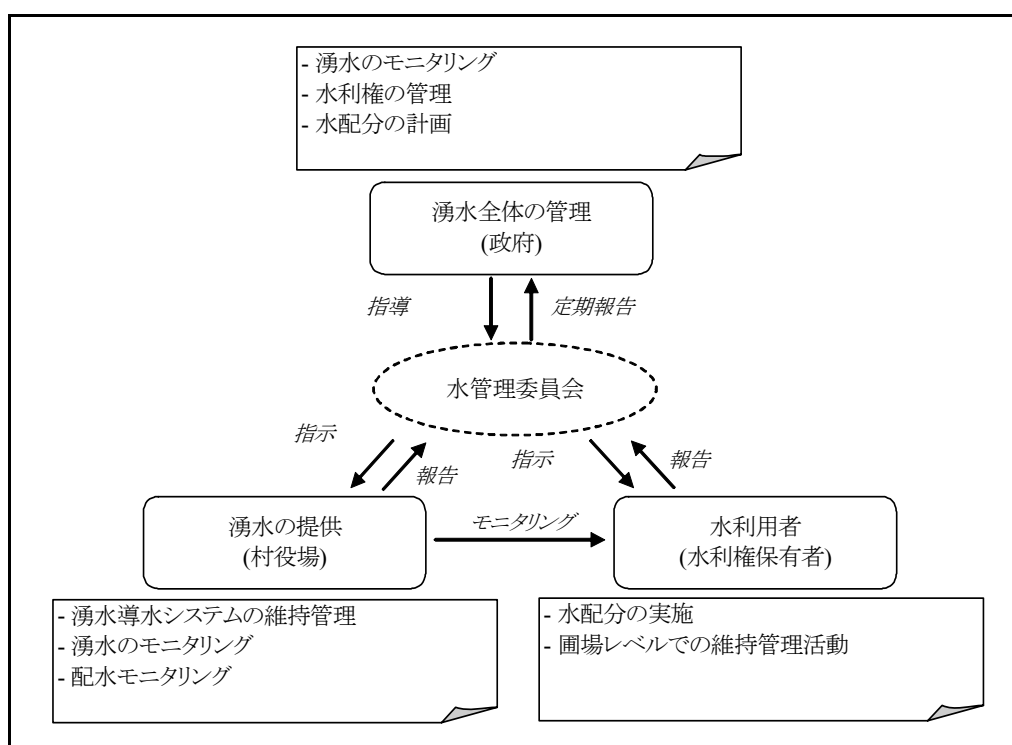 - 湧水のモニタリング
- 水利権の管理
- 水配分の計画
湧水全体の管理
(政府)
指導
定期報告
水管理委員会
指示
報告
指示
報告
湧水の提供
(村役場)
モニタリング
水利用者
(水利権保有者)
- 湧水導水システムの維持管理
- 湧水のモニタリング
- 配水モニタリング
- 水配分の実施
- 圃場レベルでの維持管理活動